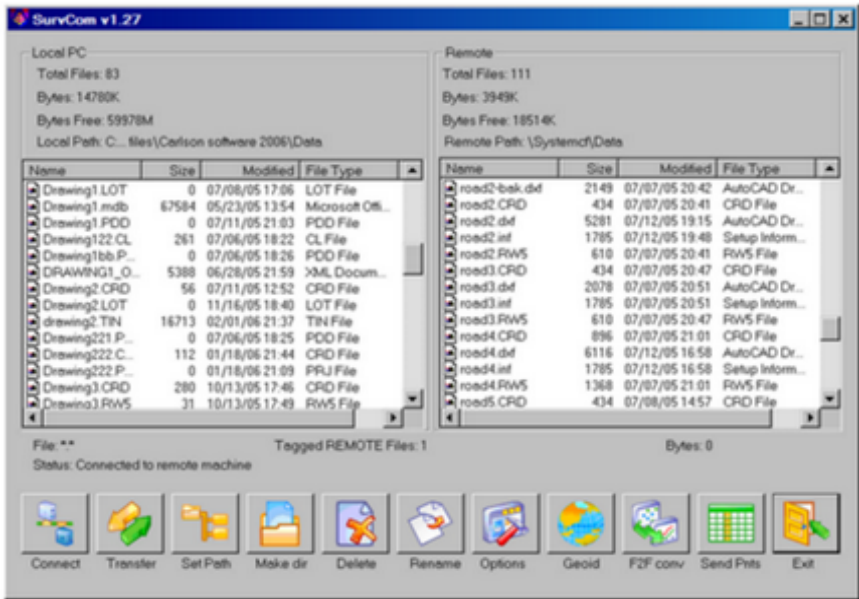 SurvCom v1.27
Local PC
Total Files: 83
Bytes: 14780K
Bytes Free: 59978M
Local Path: C... files\Carlson software 2006\Data
Name Size Modified File Type
Drawing1.LOT 0 07/08/05 17:06 LOT File
Drawing1.mdb 67584 05/23/05 13:54 Microsoft Offi...
Drawing1.PDD 0 07/11/05 21:03 PDD File
Drawing122.CL 261 07/06/05 18:22 CL File
Drawing1bb.P... 0 07/06/05 18:26 PDD File
DRAWING1_O... 5388 06/28/05 21:59 XML Docum...
Drawing2.CRD 56 07/11/05 12:52 CRD File
Drawing2.LOT 0 11/16/05 18:40 LOT File
drawing2.TIN 16713 02/01/06 21:37 TIN File
Drawing221.P... 0 07/06/05 18:25 PDD File
Drawing222.C... 112 01/18/06 21:44 CRD File
Drawing222.P... 0 01/18/06 21:09 PRJ File
Drawing3.CRD 280 10/13/05 17:46 CRD File
Drawing3.RW5 31 10/13/05 17:49 RW5 File
Remote
Total Files: 111
Bytes: 3949K
Bytes Free: 18514K
Remote Path: \Systemcf\Data
Name Size Modified File Type
road2-bak.dxf 2149 07/07/05 20:42 AutoCAD Dr...
road2.CRD 434 07/07/05 20:41 CRD File
road2.dxf 5281 07/12/05 19:15 AutoCAD Dr...
road2.inf 1785 07/12/05 19:48 Setup Inform...
road2.RW5 610 07/07/05 20:41 RW5 File
road3.CRD 434 07/07/05 20:47 CRD File
road3.dxf 2078 07/07/05 20:51 AutoCAD Dr...
road3.inf 1785 07/07/05 20:51 Setup Inform...
road3.RW5 610 07/07/05 20:47 RW5 File
road4.CRD 896 07/07/05 21:01 CRD File
road4.dxf 6116 07/12/05 16:58 AutoCAD Dr...
road4.inf 1785 07/12/05 16:58 Setup Inform...
road4.RW5 1368 07/07/05 21:01 RW5 File
road5.CRD 434 07/08/05 14:57 CRD File
File: *.* Tagged REMOTE Files: 1 Bytes: 0
Status: Connected to remote machine
Connect Transfer Set Path Make dir Delete Rename Options Geoid F2F conv Send Pnts Exit